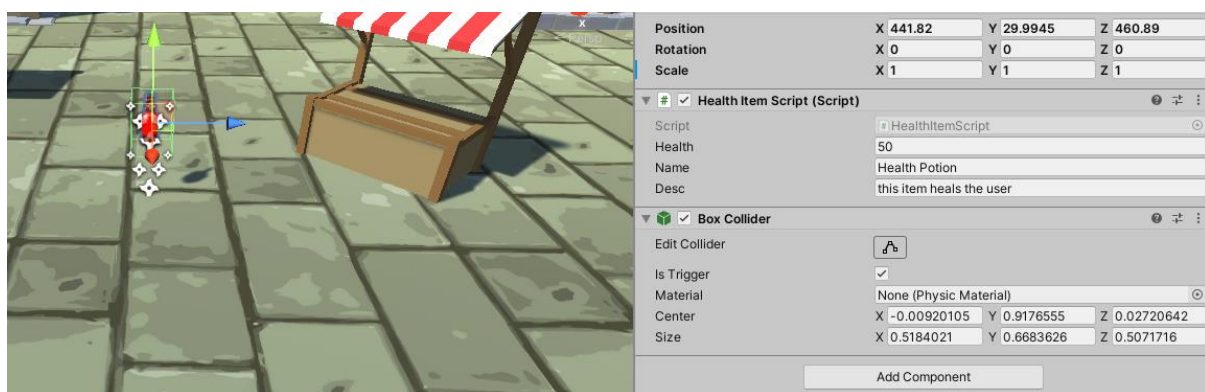 x
Persp
Position X 441.82 Y 29.9945 Z 460.89
Rotation X 0 Y 0 Z 0
Scale X 1 Y 1 Z 1
# Health Item Script (Script)
Script # HealthItemScript
Health 50
Name Health Potion
Desc this item heals the user
Box Collider
Edit Collider
Is Trigger
Material None (Physic Material)
Center X -0.00920105 Y 0.9176555 Z 0.02720642
Size X 0.5184021 Y 0.6683626 Z 0.5071716
Add Component